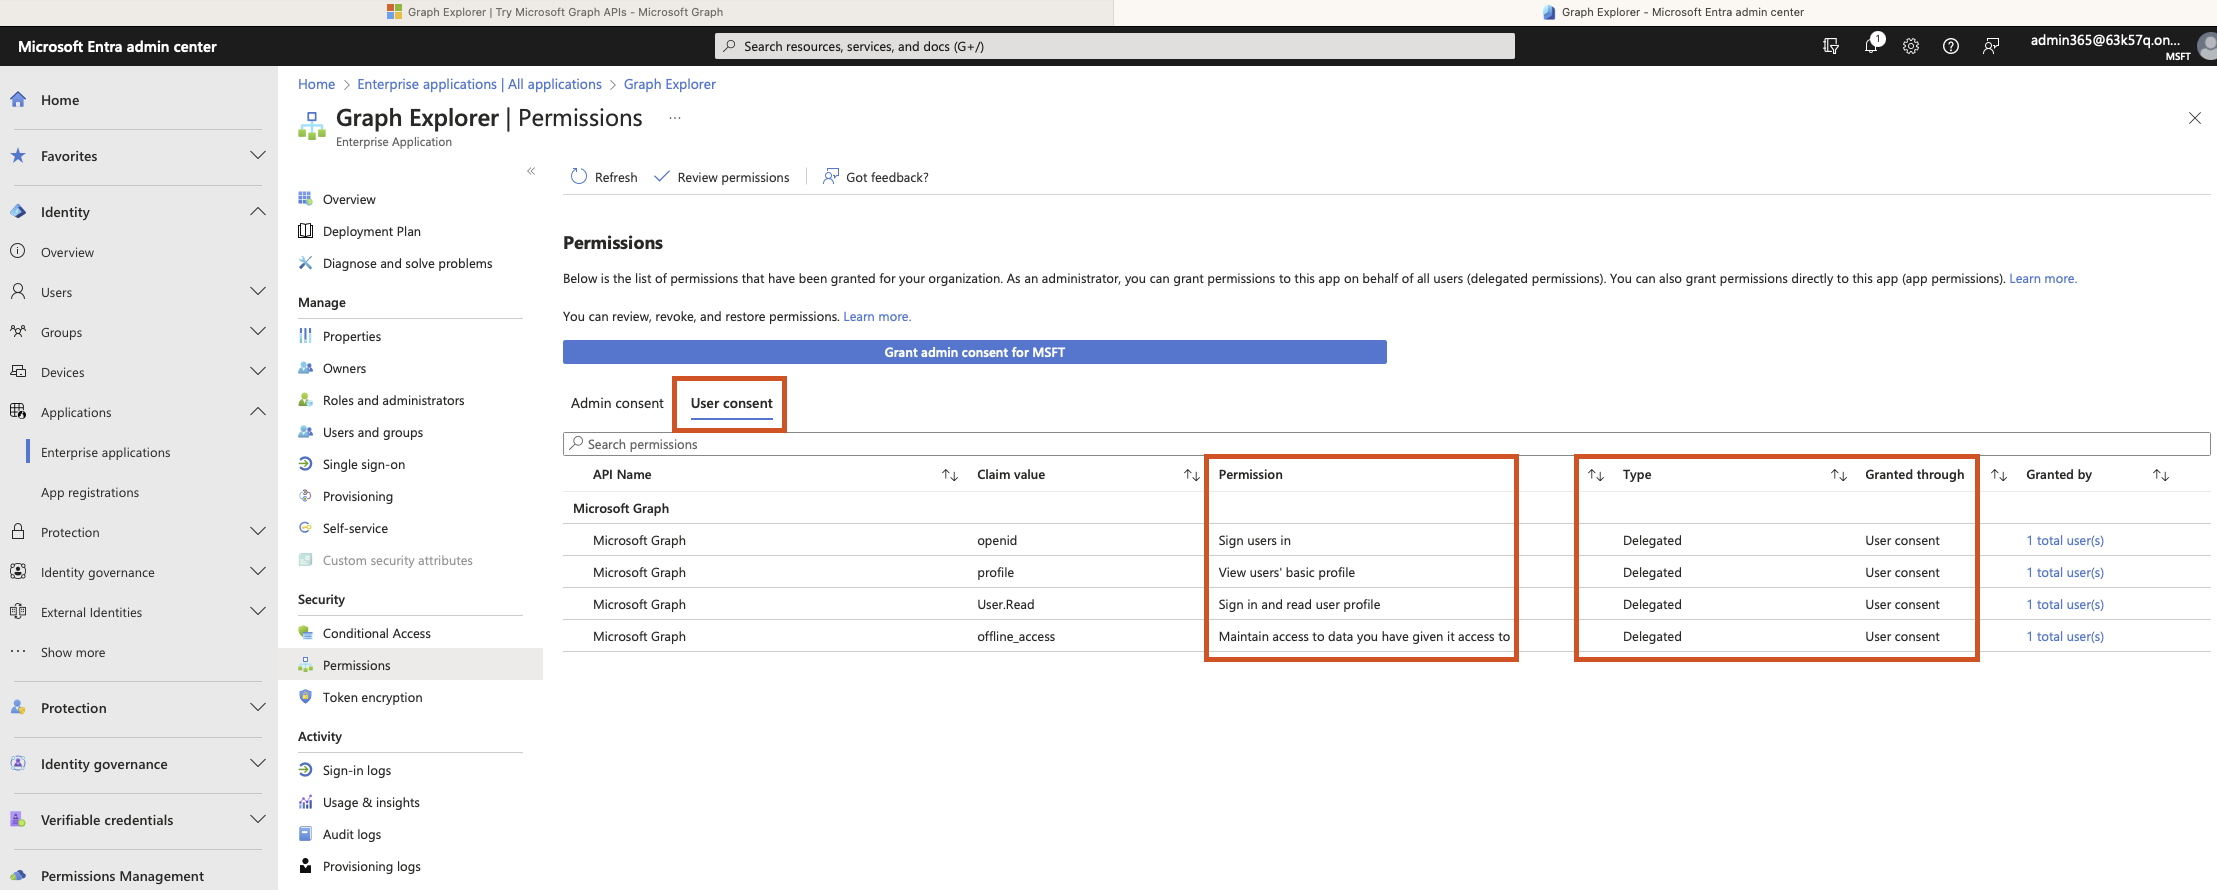 Graph Explorer | Try Microsoft Graph APIs - Microsoft Graph
Graph Explorer - Microsoft Entra admin center
Microsoft Entra admin center
Search resources, services, and docs (G+/)
1
admin365@63k57q.on...
MSFT
Home
Favorites
Identity
Overview
Users
Groups
Devices
Applications
Enterprise applications
App registrations
Protection
Identity governance
External Identities
Show more
Protection
Identity governance
Verifiable credentials
Permissions Management
Home > Enterprise applications | All applications > Graph Explorer
Graph Explorer | Permissions ...
Enterprise Application
«
Overview
Deployment Plan
Diagnose and solve problems
Manage
Properties
Owners
Roles and administrators
Users and groups
Single sign-on
Provisioning
Self-service
Custom security attributes
Security
Conditional Access
Permissions
Token encryption
Activity
Sign-in logs
Usage & insights
Audit logs
Provisioning logs
Refresh Review permissions Got feedback?
Permissions
Below is the list of permissions that have been granted for your organization. As an administrator, you can grant permissions to this app on behalf of all users (delegated permissions). You can also grant permissions directly to this app (app permissions). Learn more.
You can review, revoke, and restore permissions. Learn more.
Grant admin consent for MSFT
Admin consent User consent
Search permissions
API Name Claim value Permission Type Granted through Granted by
Microsoft Graph
Microsoft Graph openid Sign users in Delegated User consent 1 total user(s)
Microsoft Graph profile View users' basic profile Delegated User consent 1 total user(s)
Microsoft Graph User.Read Sign in and read user profile Delegated User consent 1 total user(s)
Microsoft Graph offline_access Maintain access to data you have given it access to Delegated User consent 1 total user(s)